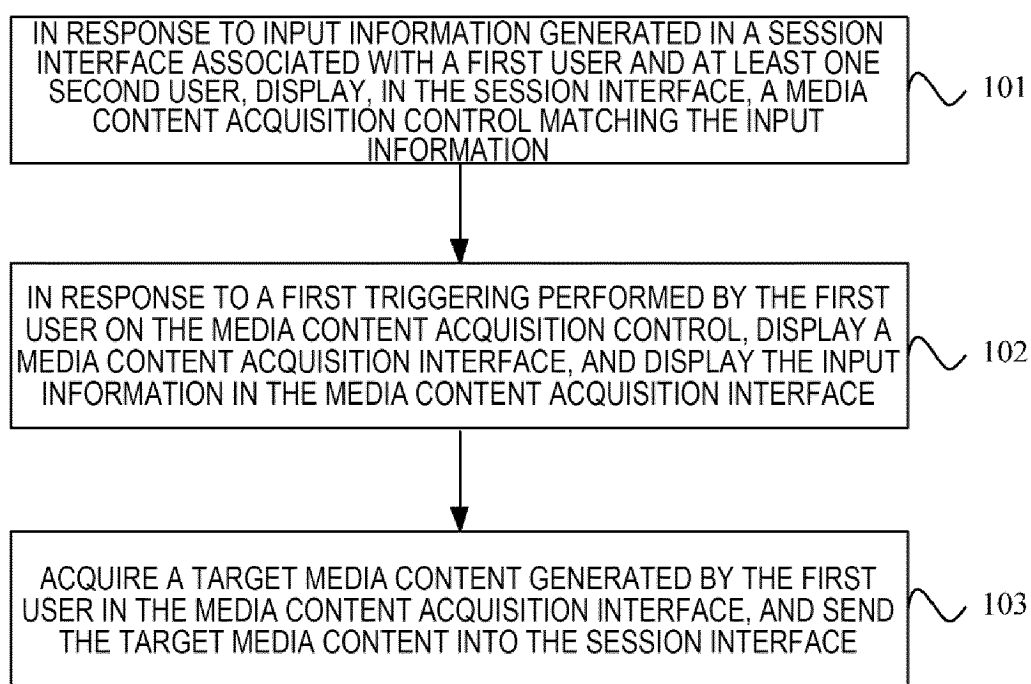 IN RESPONSE TO INPUT INFORMATION GENERATED IN A SESSION
INTERFACE ASSOCIATED WITH A FIRST USER AND AT LEAST ONE
SECOND USER, DISPLAY, IN THE SESSION INTERFACE, A MEDIA
CONTENT ACQUISITION CONTROL MATCHING THE INPUT
INFORMATION
101
IN RESPONSE TO A FIRST TRIGGERING PERFORMED BY THE FIRST
USER ON THE MEDIA CONTENT ACQUISITION CONTROL, DISPLAY A
MEDIA CONTENT ACQUISITION INTERFACE, AND DISPLAY THE INPUT
INFORMATION IN THE MEDIA CONTENT ACQUISITION INTERFACE
102
ACQUIRE A TARGET MEDIA CONTENT GENERATED BY THE FIRST
USER IN THE MEDIA CONTENT ACQUISITION INTERFACE, AND SEND
THE TARGET MEDIA CONTENT INTO THE SESSION INTERFACE
103